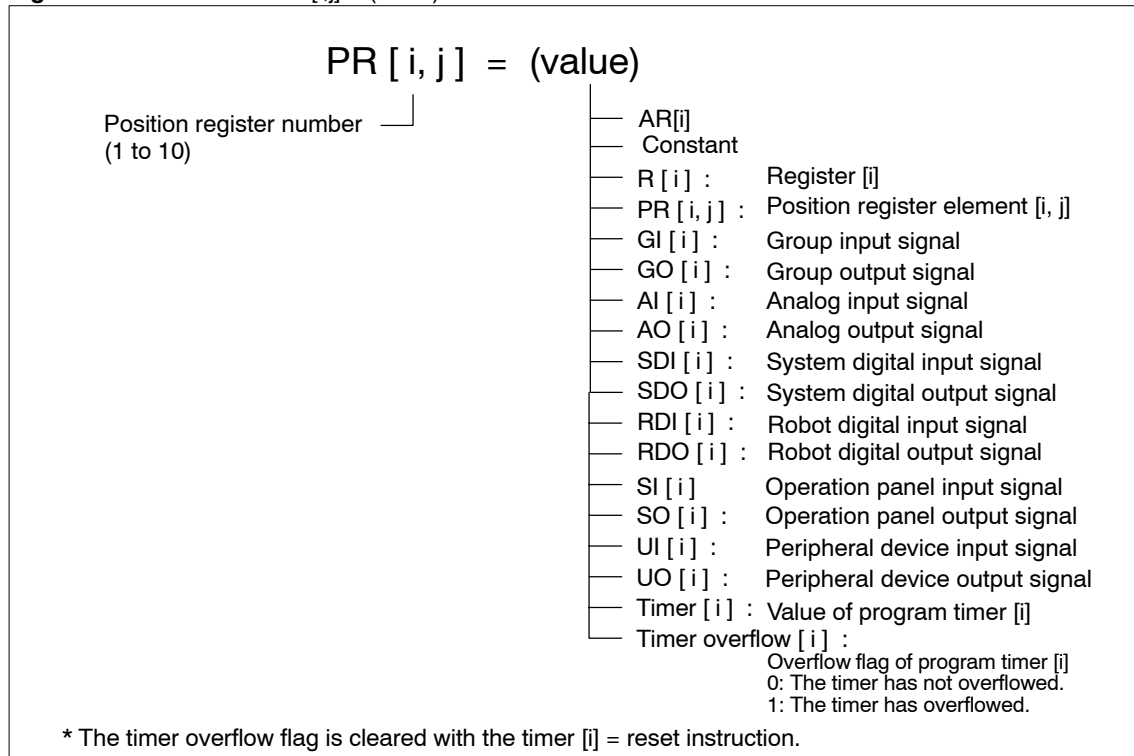 PR [ i, j ] = (value)
Position register number
(1 to 10)
AR[i]
Constant
R [ i ] : Register [i]
PR [ i, j ] : Position register element [i, j]
GI [ i ] : Group input signal
GO [ i ] : Group output signal
AI [ i ] : Analog input signal
AO [ i ] : Analog output signal
SDI [ i ] : System digital input signal
SDO [ i ] : System digital output signal
RDI [ i ] : Robot digital input signal
RDO [ i ] : Robot digital output signal
SI [ i ] Operation panel input signal
SO [ i ] : Operation panel output signal
UI [ i ] : Peripheral device input signal
UO [ i ] : Peripheral device output signal
Timer [ i ] : Value of program timer [i]
Timer overflow [ i ] :
Overflow flag of program timer [i]
0: The timer has not overflowed.
1: The timer has overflowed.
* The timer overflow flag is cleared with the timer [i] = reset instruction.